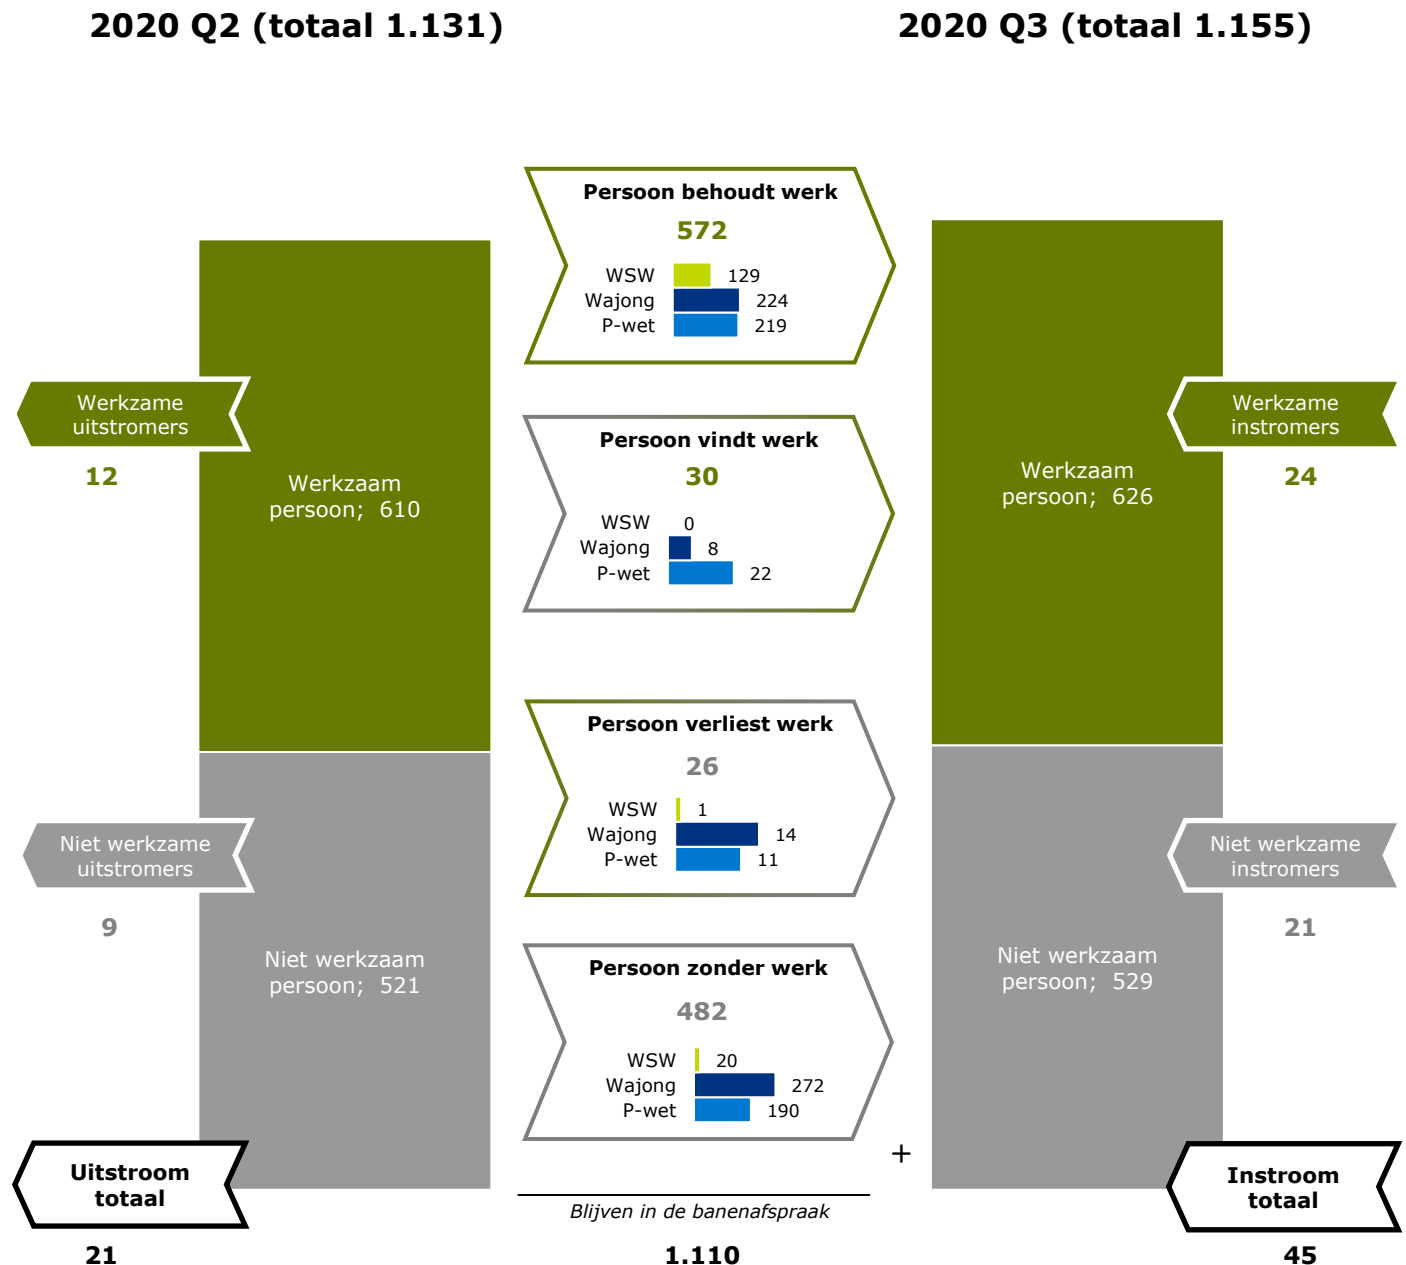 2020 Q2 (totaal 1.131)
2020 Q3 (totaal 1.155)
Persoon behoudt werk
572
WSW 129
Wajong 224
P-wet 219
Werkzame
uitstromers
12
Werkzaam
persoon; 610
Persoon vindt werk
30
WSW 0
Wajong 8
P-wet 22
Werkzaam
persoon; 626
Werkzame
instromers
24
Persoon verliest werk
26
WSW 1
Wajong 14
P-wet 11
Niet werkzame
uitstromers
9
Niet werkzaam
persoon; 521
Persoon zonder werk
482
WSW 20
Wajong 272
P-wet 190
Niet werkzaam
persoon; 529
Niet werkzame
instromers
21
+
Uitstroom
totaal
21
Blijven in de banenafspraak
1.110
Instroom
totaal
45